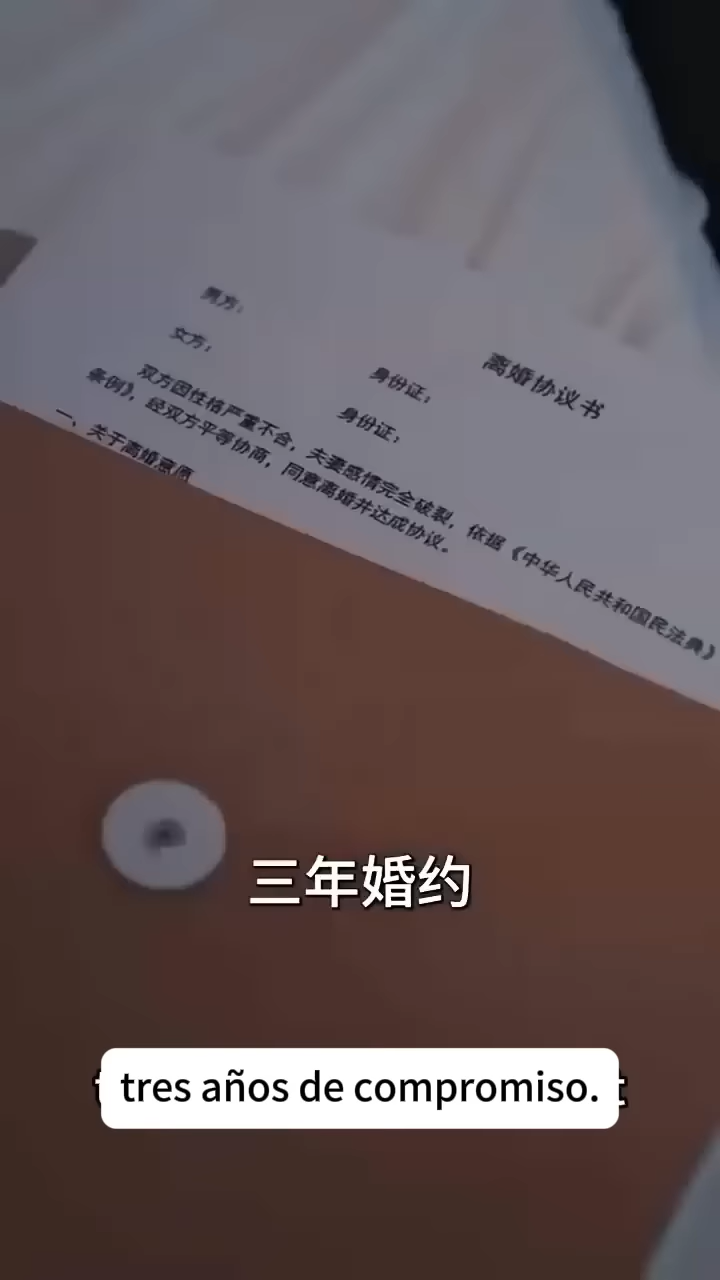 离婚协议书
男方：
身份证：
女方：
身份证：
双方因性格严重不合，夫妻感情完全破裂，依据《中华人民共和国民法典》
条例》，经双方平等协商，同意离婚并达成协议。
一、关于离婚意愿
三年婚约
tres años de compromiso.